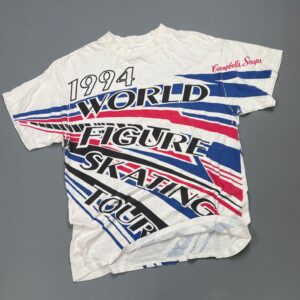 1994
Campbell's Soups
WORLD
FIGURE
SKATING
TOUR